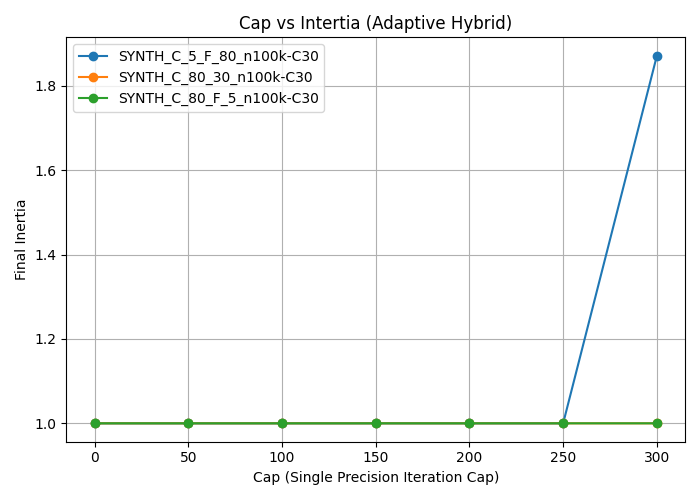 Cap vs Intertia (Adaptive Hybrid)
SYNTH_C_5_F_80_n100k-C30
SYNTH_C_80_30_n100k-C30
SYNTH_C_80_F_5_n100k-C30
Final Inertia
1.8
1.6
1.4
1.2
1.0
0 50 100 150 200 250 300
Cap (Single Precision Iteration Cap)